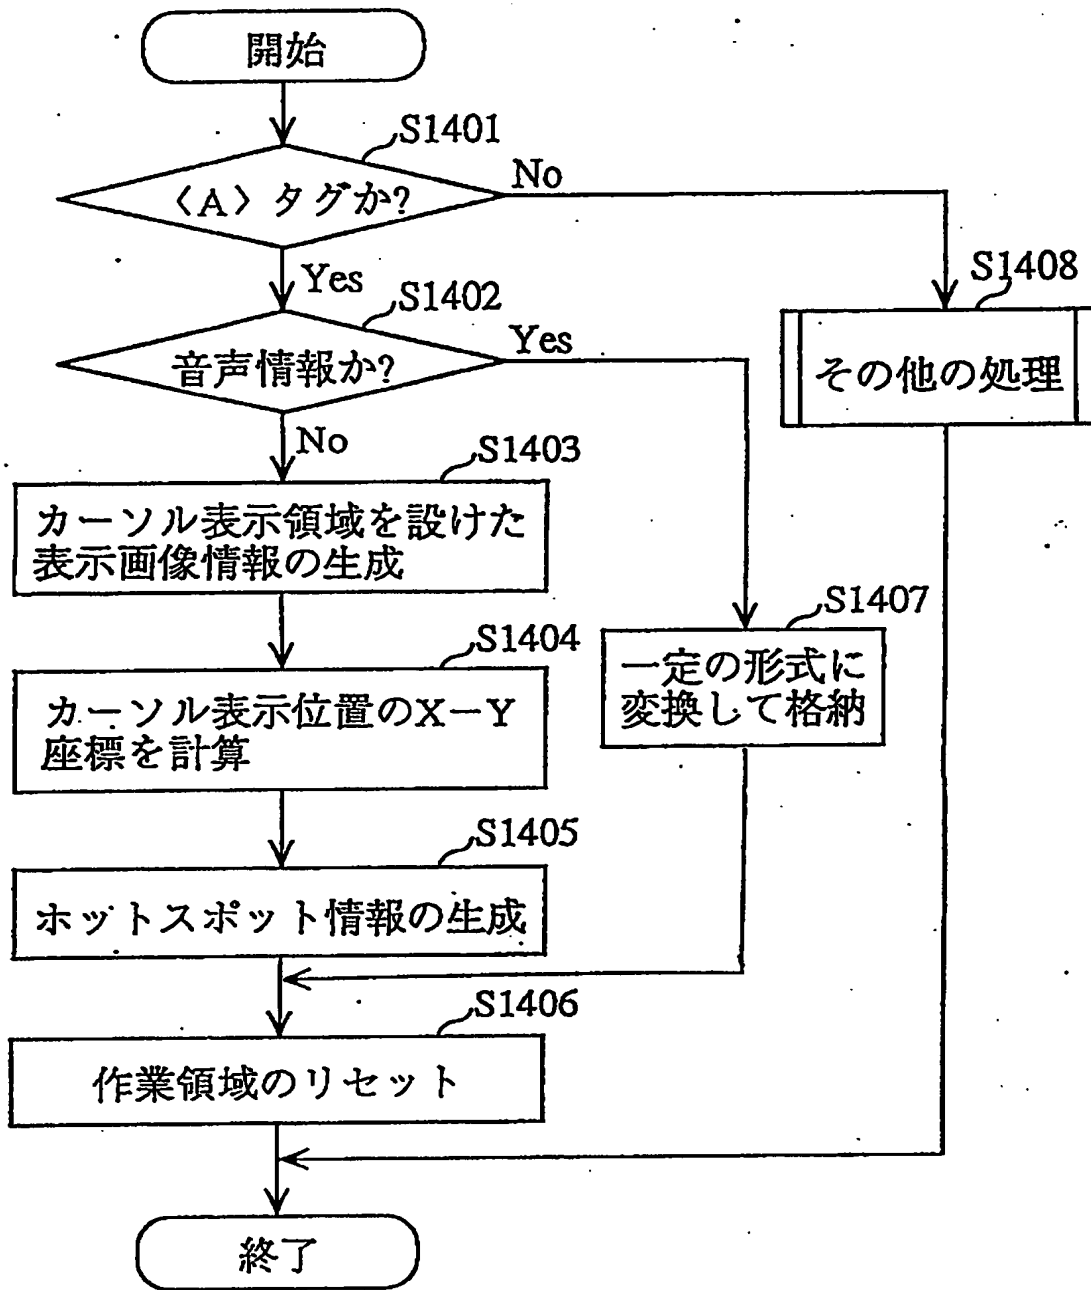 開始
S1401
〈A〉タグか?
No
Yes
S1402
音声情報か?
Yes
No
S1408
その他の処理
S1403
カーソル表示領域を設けた
表示画像情報の生成
S1407
一定の形式に
変換して格納
S1404
カーソル表示位置のX－Y
座標を計算
S1405
ホットスポット情報の生成
S1406
作業領域のリセット
終了